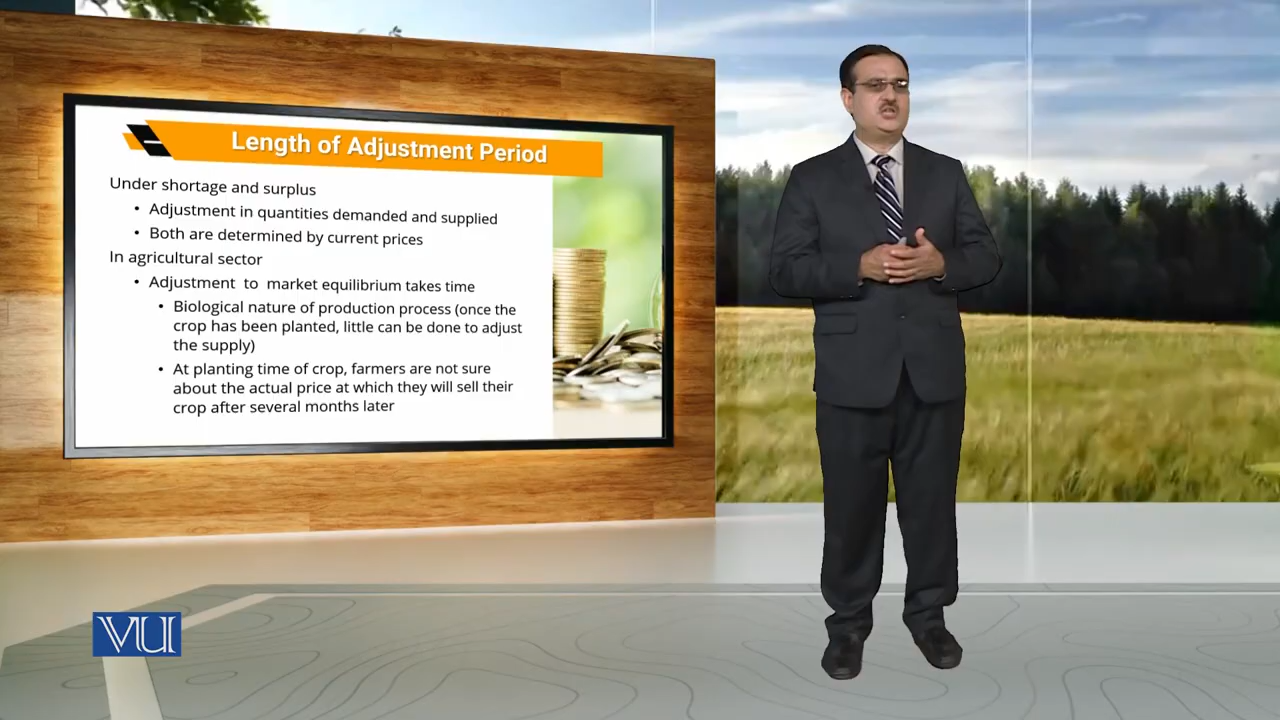 Length of Adjustment Period
Under shortage and surplus
• Adjustment in quantities demanded and supplied
• Both are determined by current prices
In agricultural sector
• Adjustment to market equilibrium takes time
• Biological nature of production process (once the
crop has been planted, little can be done to adjust
the supply)
• At planting time of crop, farmers are not sure
about the actual price at which they will sell their
crop after several months later
VU